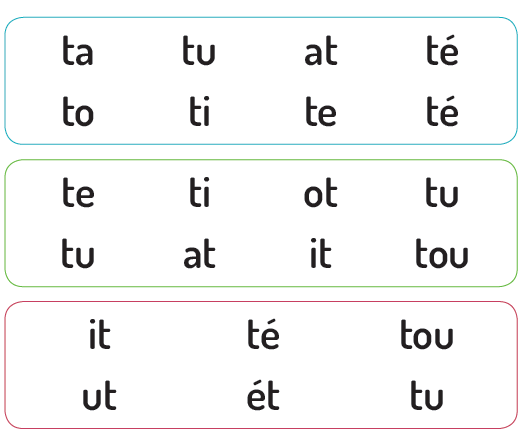 ta tu at té
to ti te té
te ti ot tu
tu at it tou
it té tou
ut ét tu